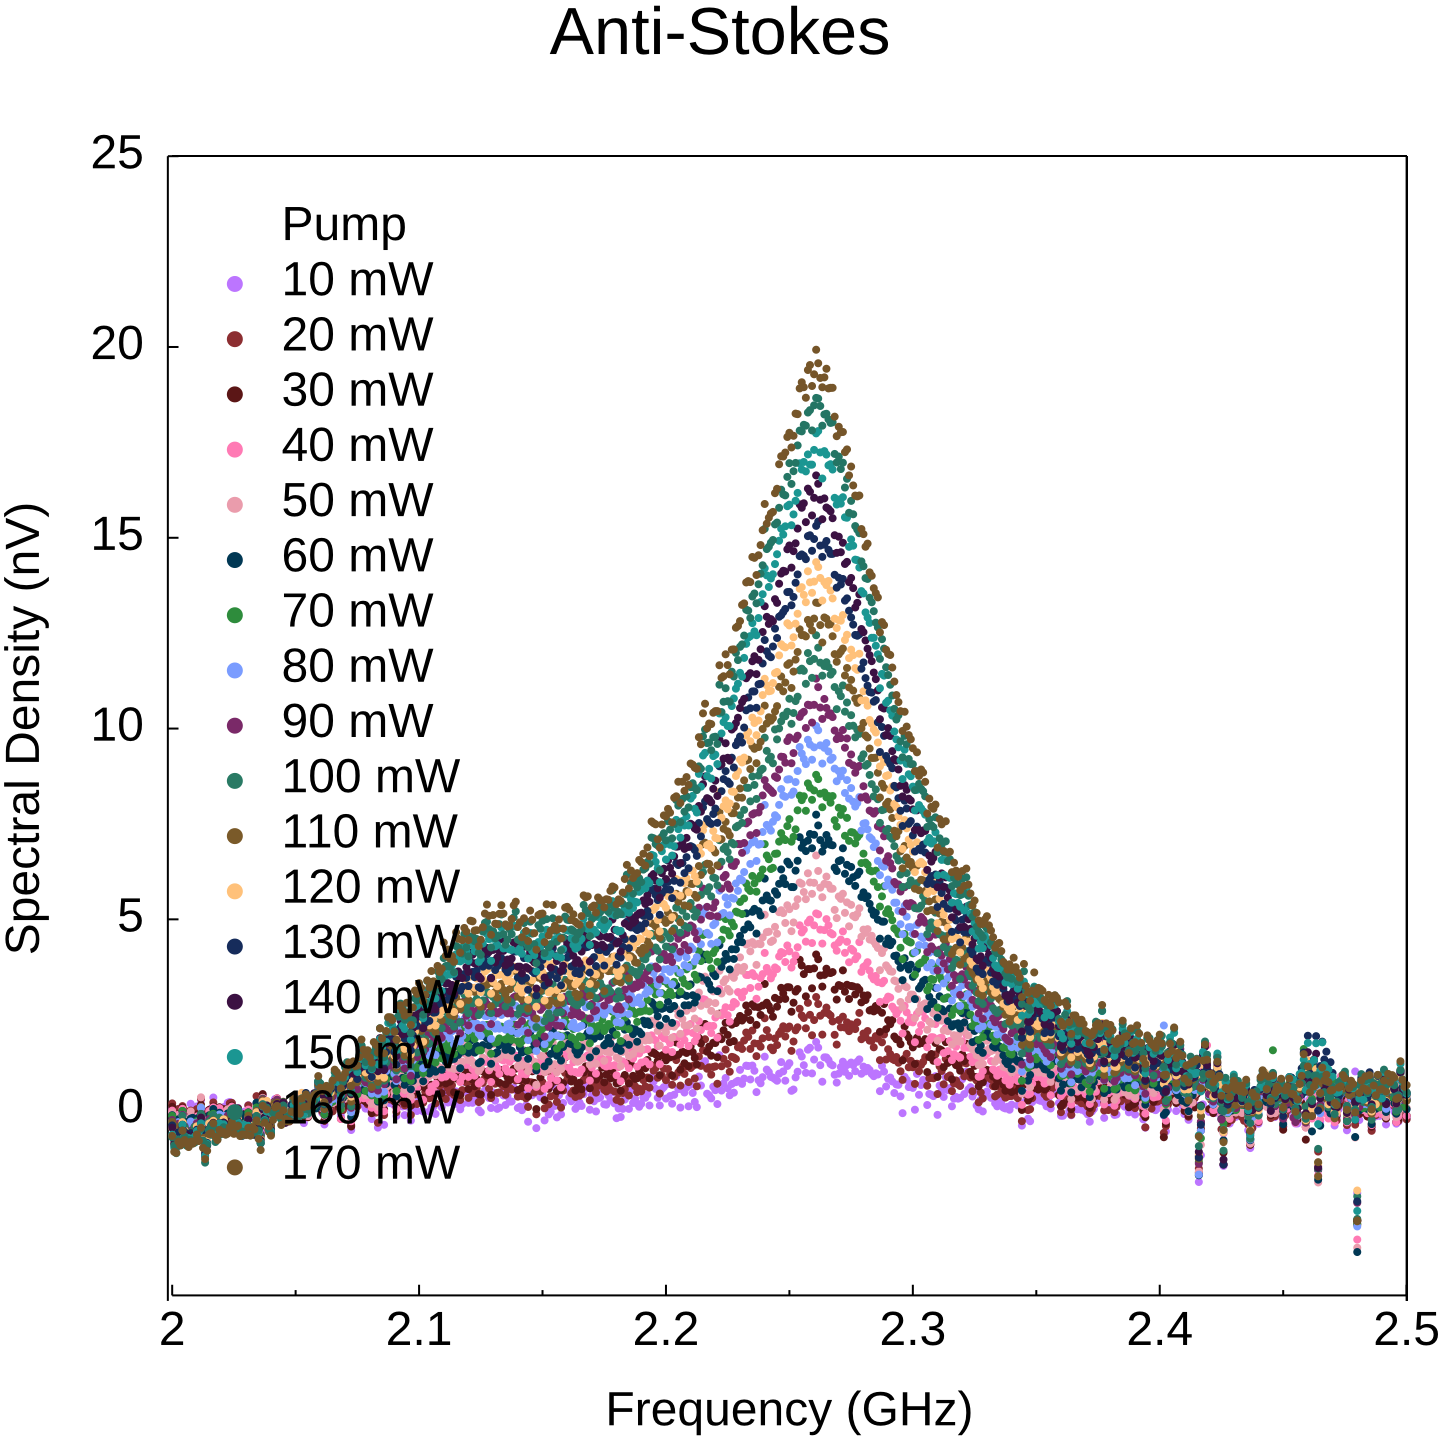 Anti-Stokes
25
20
15
10
5
0
Spectral Density (nV)
Pump
10 mW
20 mW
30 mW
40 mW
50 mW
60 mW
70 mW
80 mW
90 mW
100 mW
110 mW
120 mW
130 mW
140 mW
150 mW
160 mW
170 mW
2 2.1 2.2 2.3 2.4 2.5
Frequency (GHz)